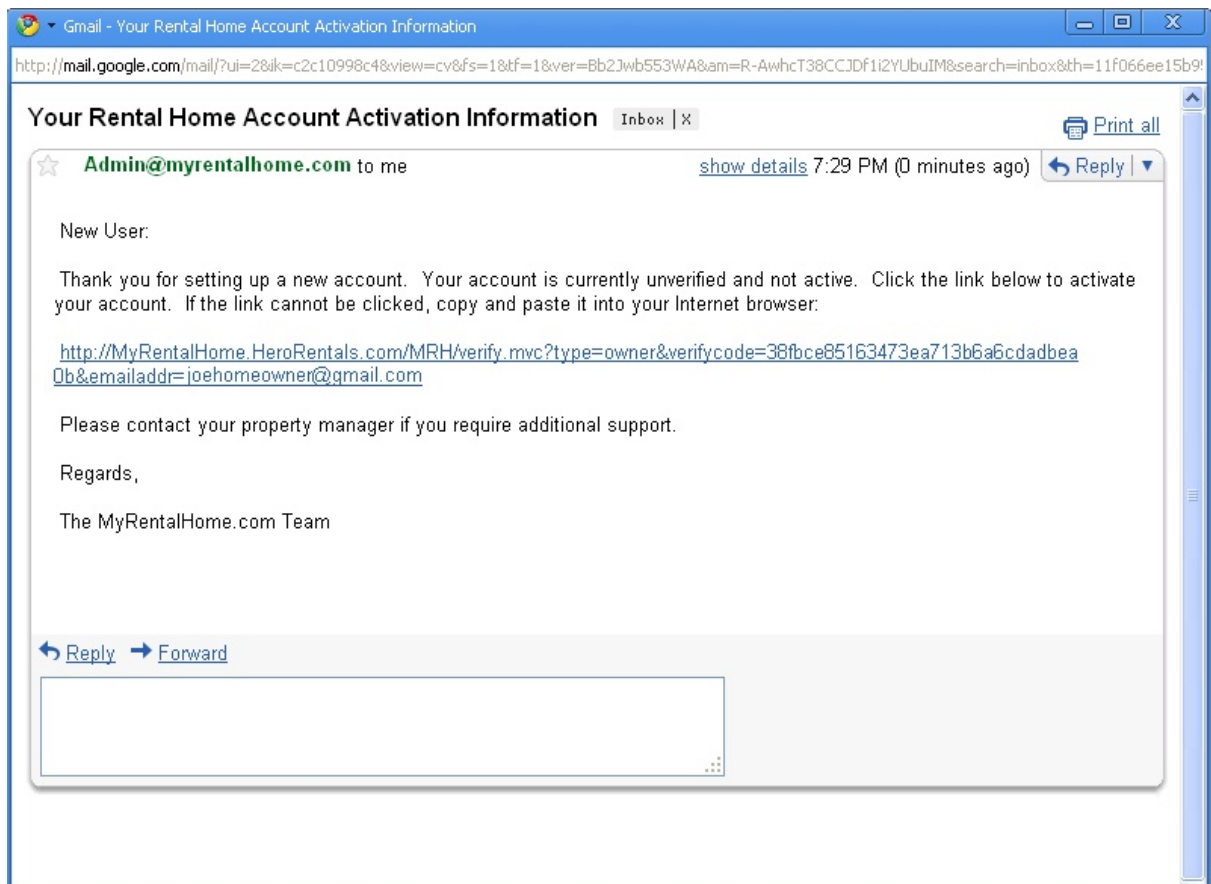 Gmail - Your Rental Home Account Activation Information
http://mail.google.com/mail/?ui=2&ik=c2c10998c4&view=cv&fs=1&tf=1&ver=Bb2Jwb553WA&am=R-AwhcT38CCJDf1i2YUbuIM&search=inbox&th=11f066ee15b9
Your Rental Home Account Activation Information Inbox | X
Print all
Admin@myrentalhome.com to me show details 7:29 PM (0 minutes ago) Reply
New User:
Thank you for setting up a new account. Your account is currently unverified and not active. Click the link below to activate
your account. If the link cannot be clicked, copy and paste it into your Internet browser:
http://MyRentalHome.HeroRentals.com/MRH/verify.mvc?type=owner&verifycode=38fbce85163473ea713b6a6cdadbea
0b&emailaddr=joehomeowner@gmail.com
Please contact your property manager if you require additional support.
Regards,
The MyRentalHome.com Team
Reply Forward